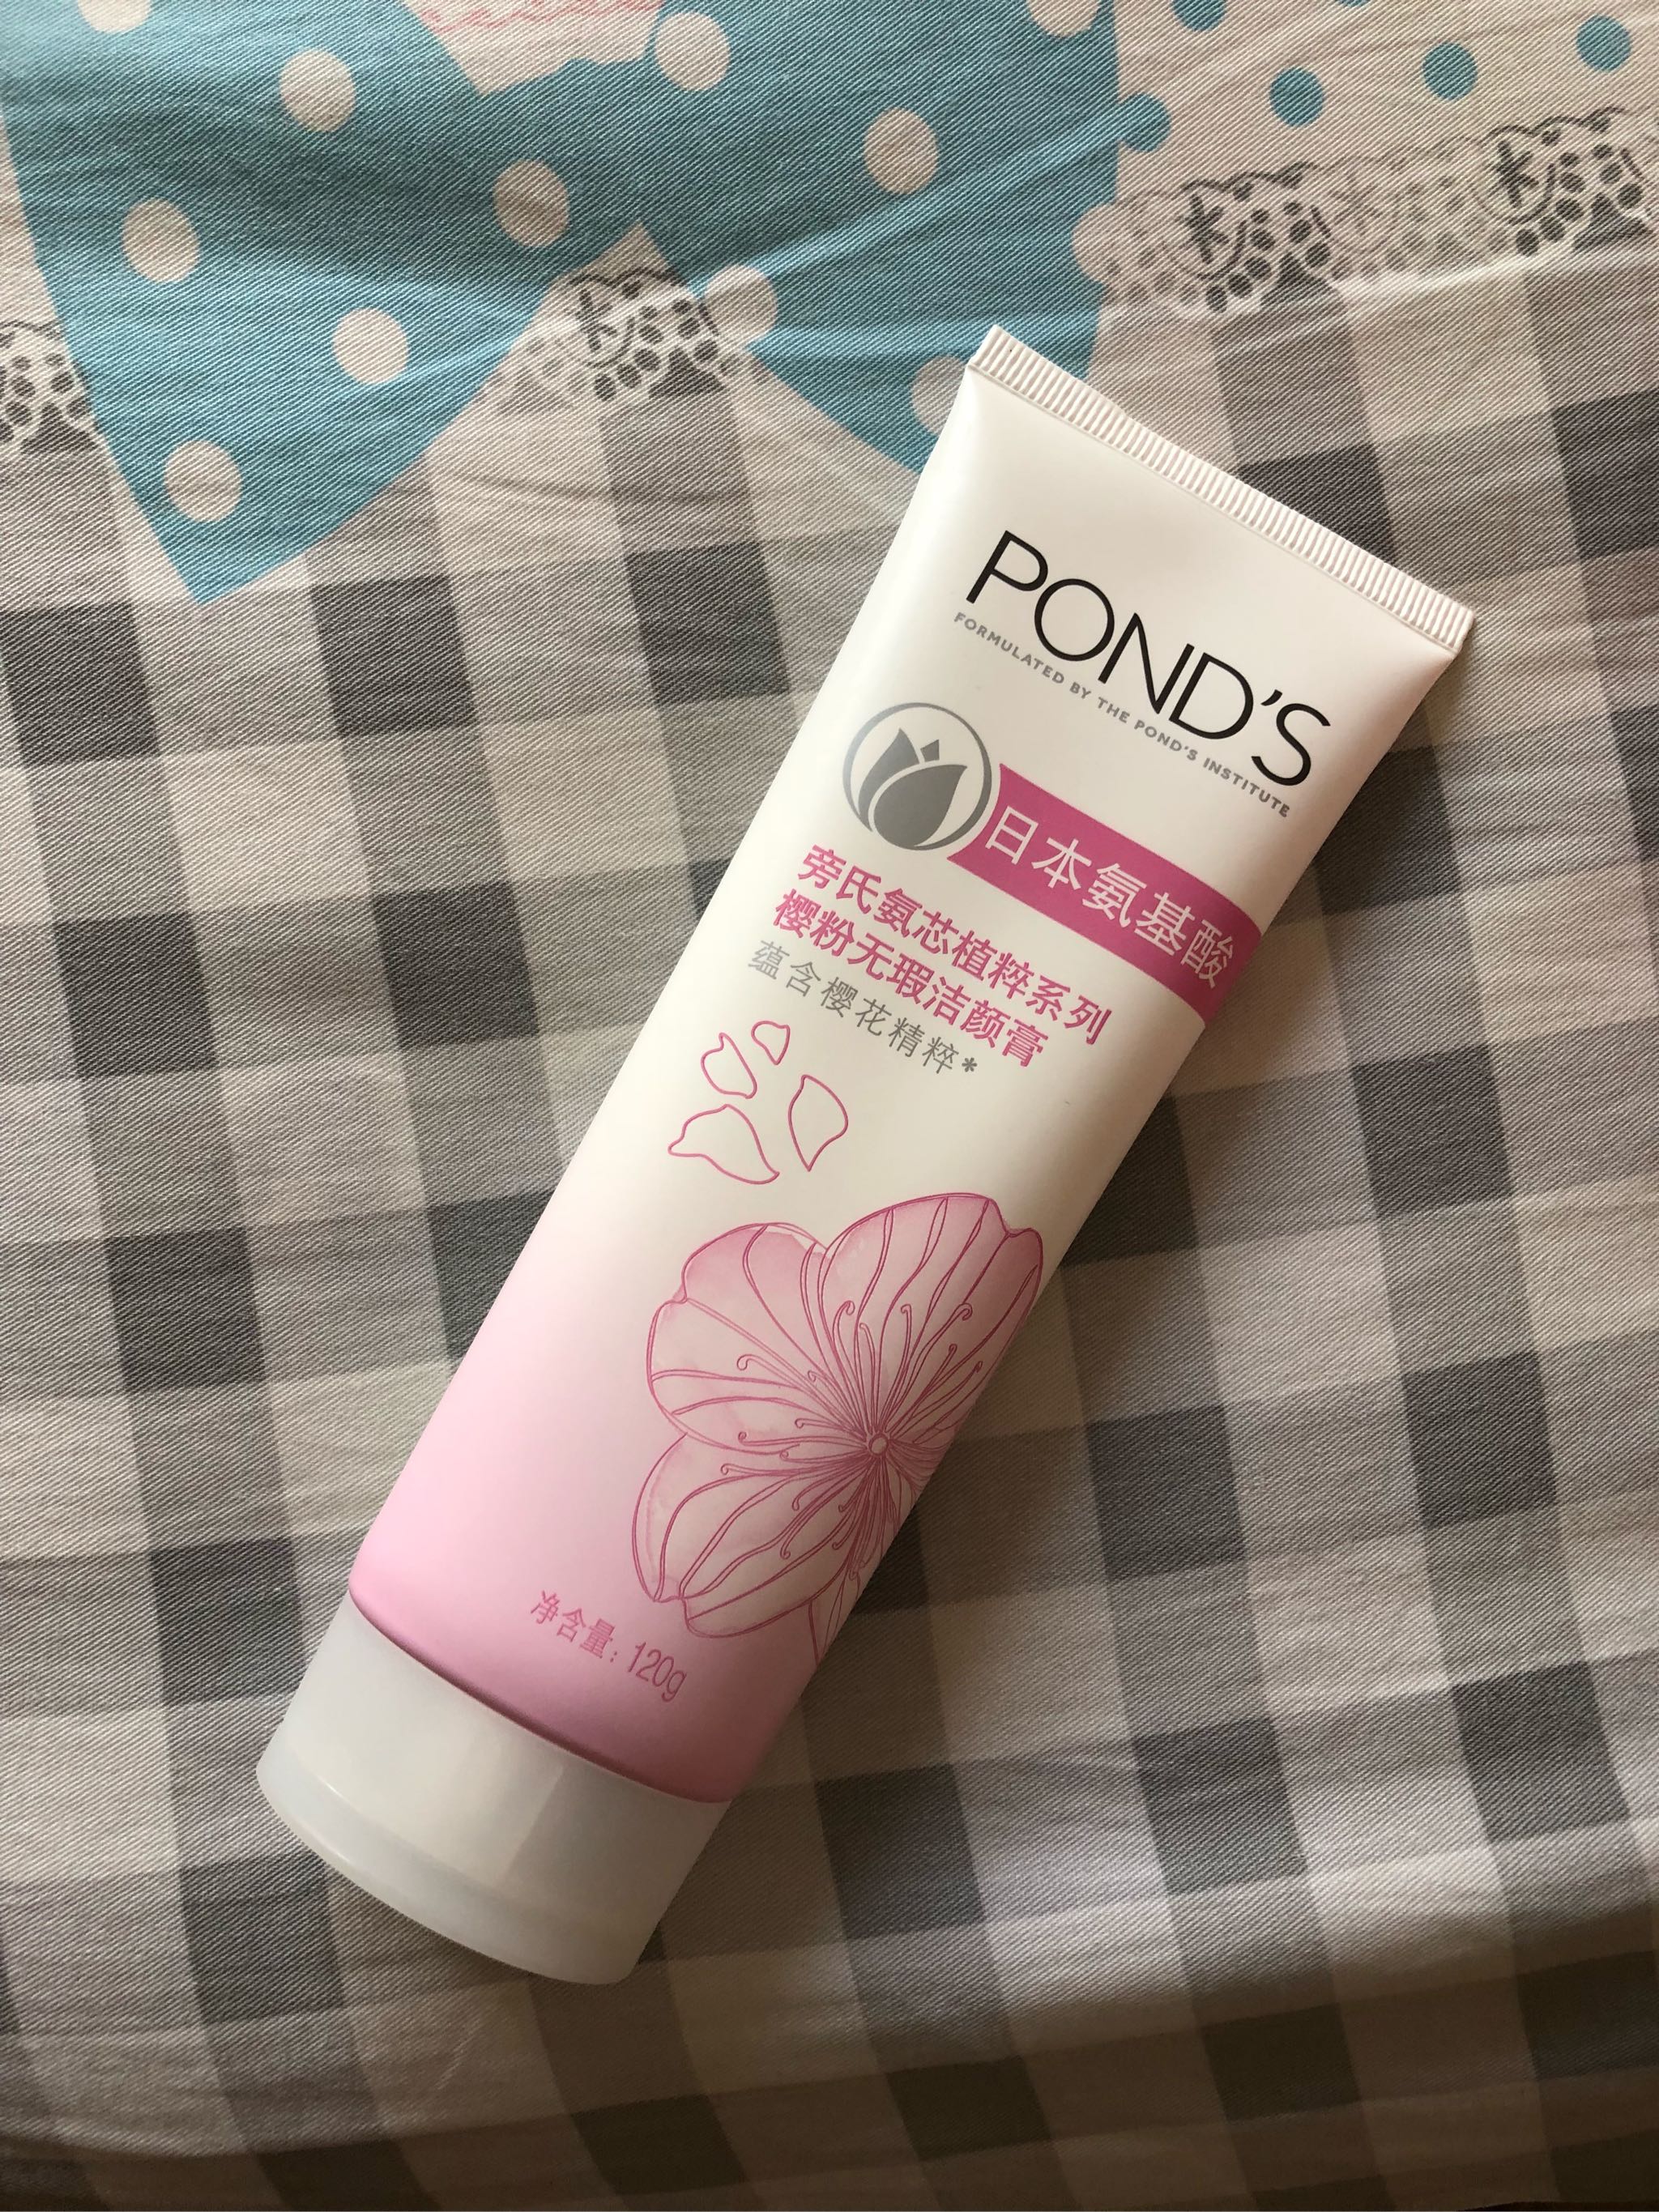 POND'S
FORMULATED BY THE POND'S INSTITUTE
日本氨基酸
旁氏氨芯植粹系列
樱粉无瑕洁颜膏
蕴含樱花精粹*
净含量：120g